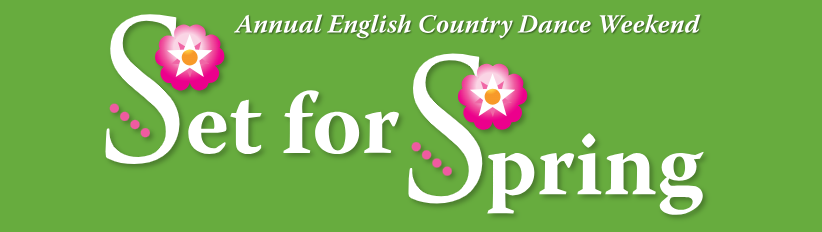 Annual English Country Dance Weekend
Set for
Spring